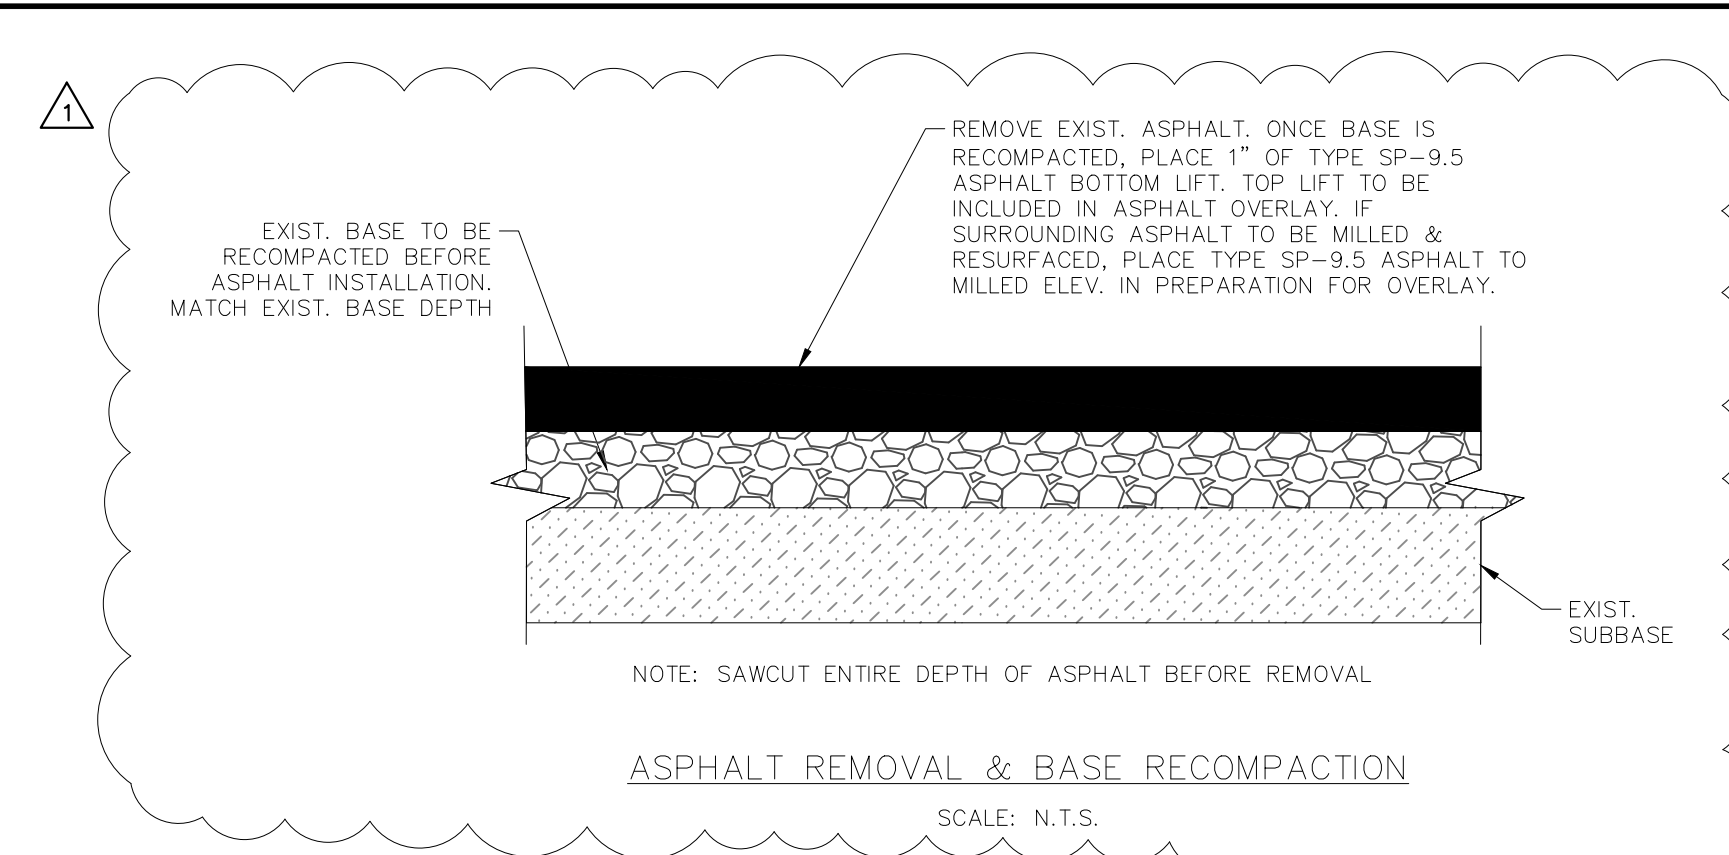 1
REMOVE EXIST. ASPHALT. ONCE BASE IS
RECOMPACTED, PLACE 1” OF TYPE SP–9.5
ASPHALT BOTTOM LIFT. TOP LIFT TO BE
INCLUDED IN ASPHALT OVERLAY. IF
SURROUNDING ASPHALT TO BE MILLED &
RESURFACED, PLACE TYPE SP–9.5 ASPHALT TO
MILLED ELEV. IN PREPARATION FOR OVERLAY.
EXIST. BASE TO BE
RECOMPACTED BEFORE
ASPHALT INSTALLATION.
MATCH EXIST. BASE DEPTH
EXIST.
SUBBASE
NOTE: SAWCUT ENTIRE DEPTH OF ASPHALT BEFORE REMOVAL
ASPHALT REMOVAL & BASE RECOMPACTION
SCALE: N.T.S.